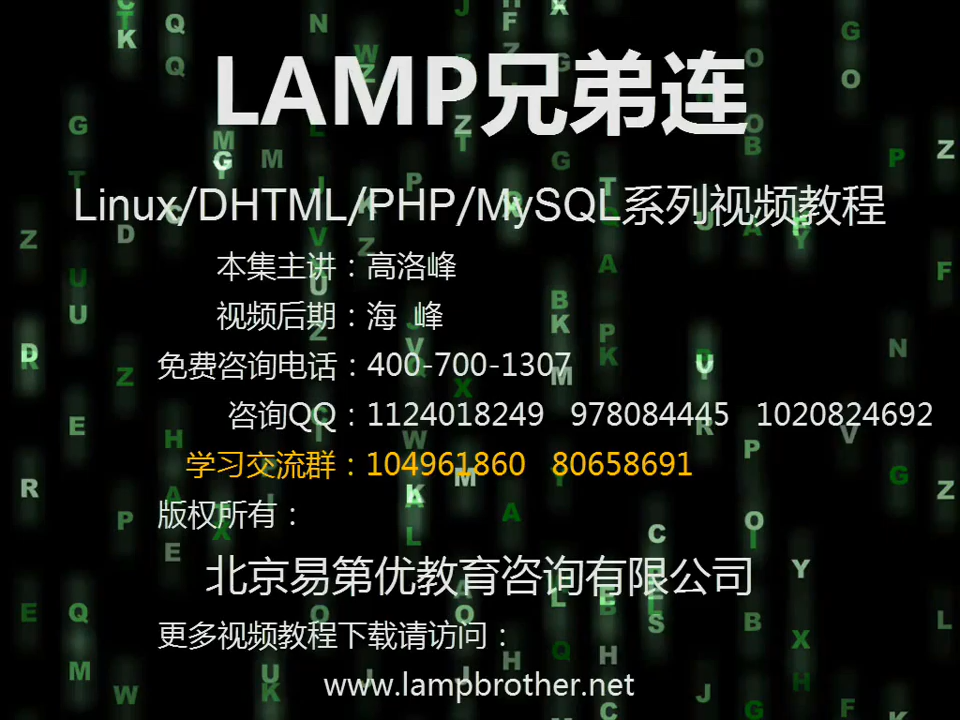 LAMP兄弟连
Linux/DHTML/PHP/MySQL系列视频教程
本集主讲：高洛峰
视频后期：海 峰
免费咨询电话：400-700-1307
咨询QQ：1124018249 978084445 1020824692
学习交流群：104961860 80658691
版权所有：
北京易第优教育咨询有限公司
更多视频教程下载请访问：
www.lampbrother.net